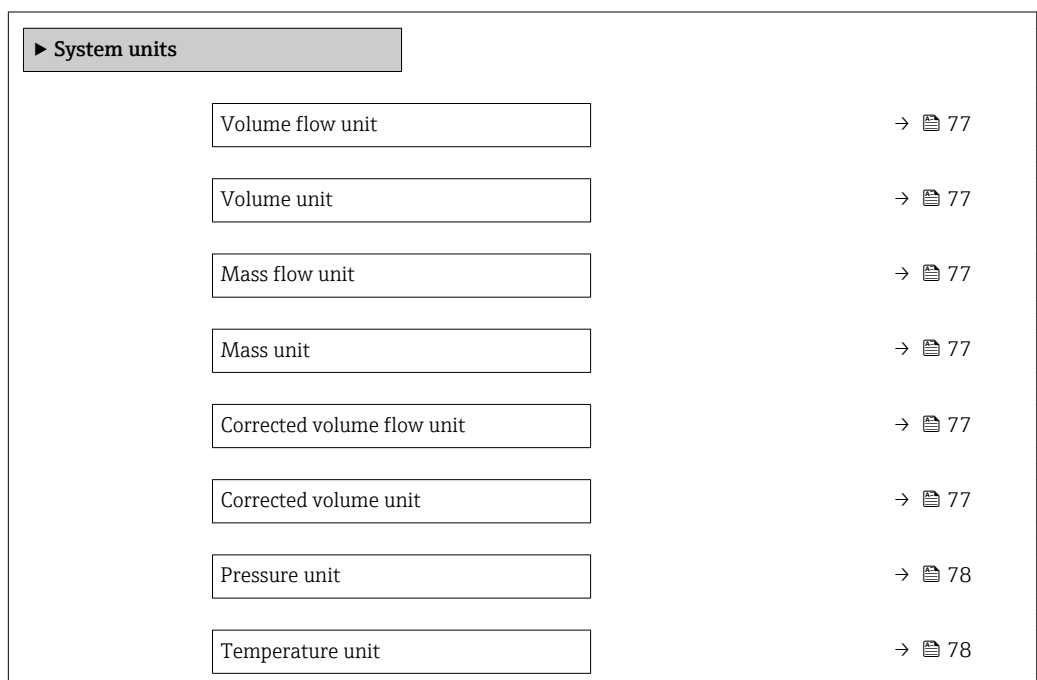 ▶ System units
Volume flow unit → 77
Volume unit → 77
Mass flow unit → 77
Mass unit → 77
Corrected volume flow unit → 77
Corrected volume unit → 77
Pressure unit → 78
Temperature unit → 78